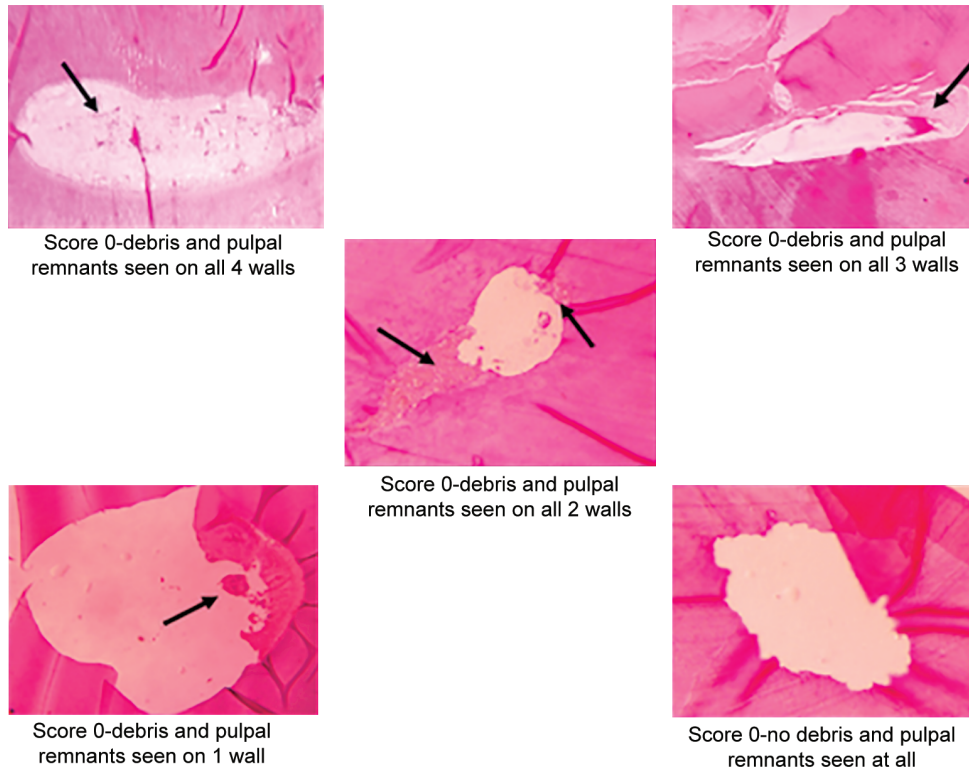 Score 0-debris and pulpal
remnants seen on all 4 walls
Score 0-debris and pulpal
remnants seen on all 3 walls
Score 0-debris and pulpal
remnants seen on all 2 walls
Score 0-debris and pulpal
remnants seen on 1 wall
Score 0-no debris and pulpal
remnants seen at all